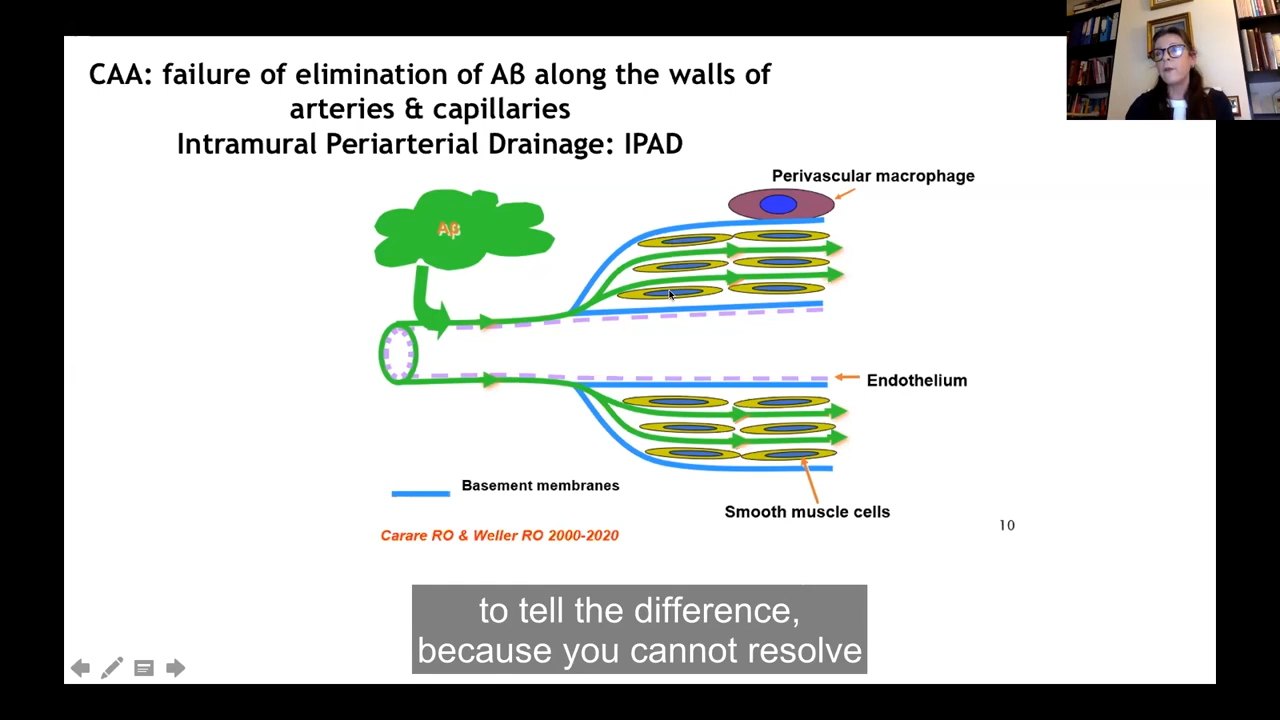 CAA: failure of elimination of Aß along the walls of
arteries & capillaries
Intramural Periarterial Drainage: IPAD
Perivascular macrophage
Aβ
Endothelium
Basement membranes
Smooth muscle cells
Carare RO & Weller RO 2000-2020
10
to tell the difference,
because you cannot resolve